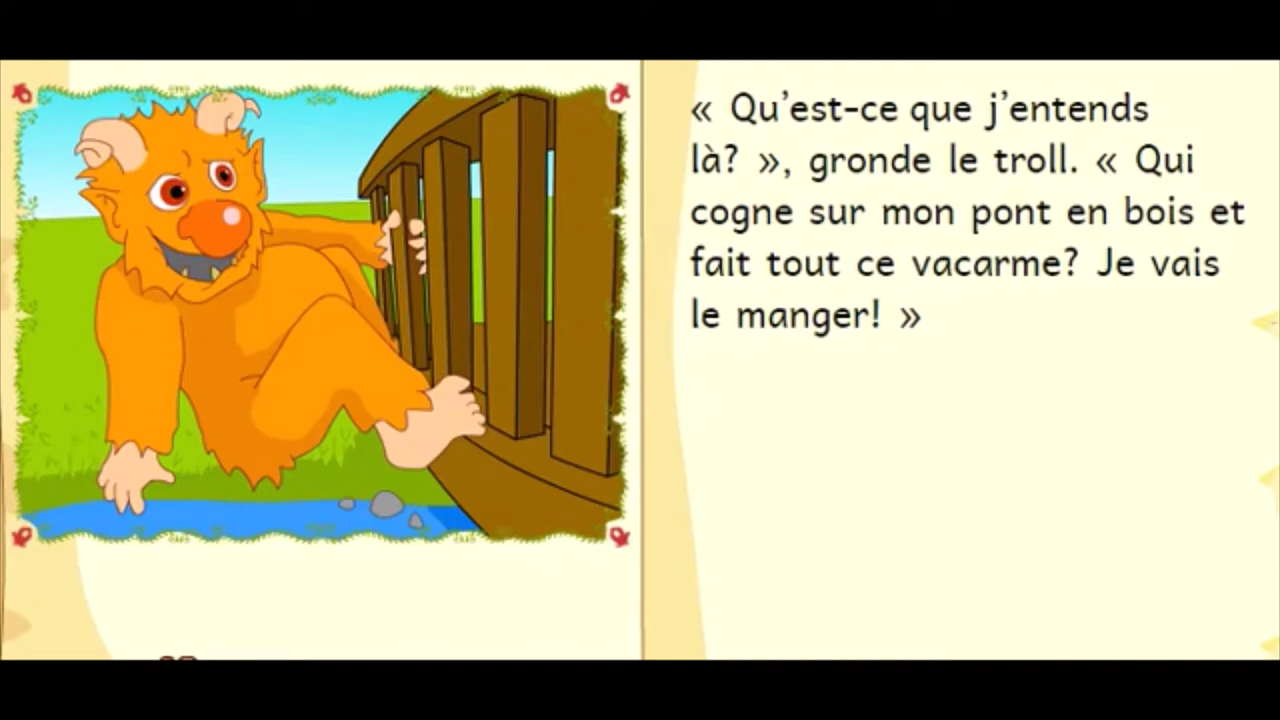 « Qu’est-ce que j’entends
là? », gronde le troll. « Qui
cogne sur mon pont en bois et
fait tout ce vacarme? Je vais
le manger! »